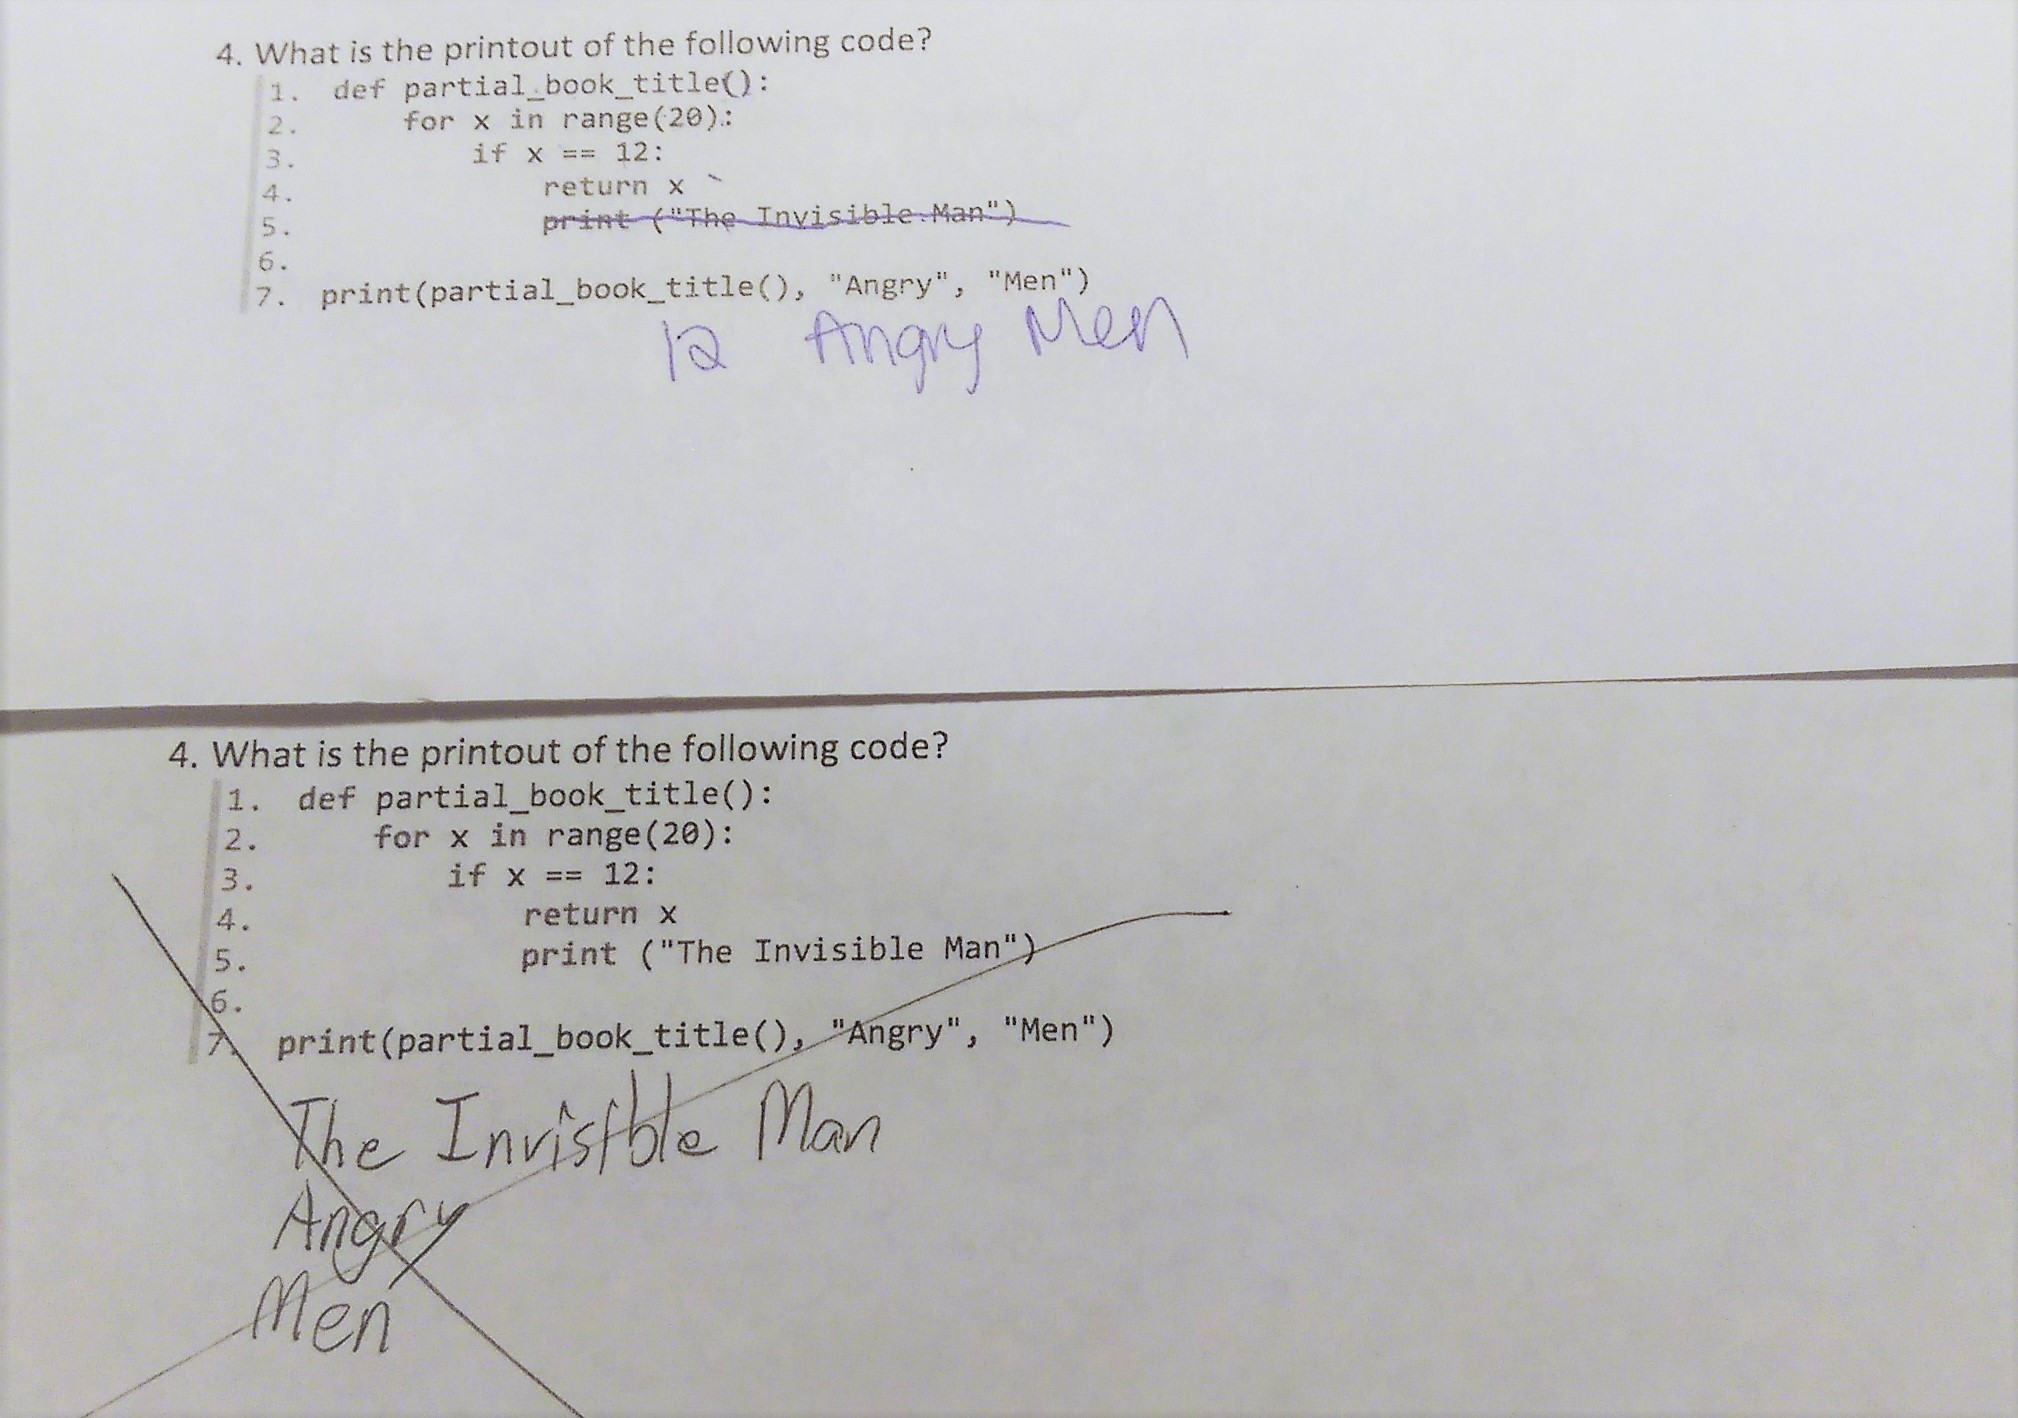 4. What is the printout of the following code?
1. def partial_book_title():
2. for x in range(20):
3. if x == 12:
4. return x
5. print ("The Invisible Man")
6.
7. print(partial_book_title(), "Angry", "Men")
12 Angry Men
4. What is the printout of the following code?
1. def partial_book_title():
2. for x in range(20):
3. if x == 12:
4. return x
5. print ("The Invisible Man")
6.
7. print(partial_book_title(), "Angry", "Men")
The Invisible Man
Angry
Men